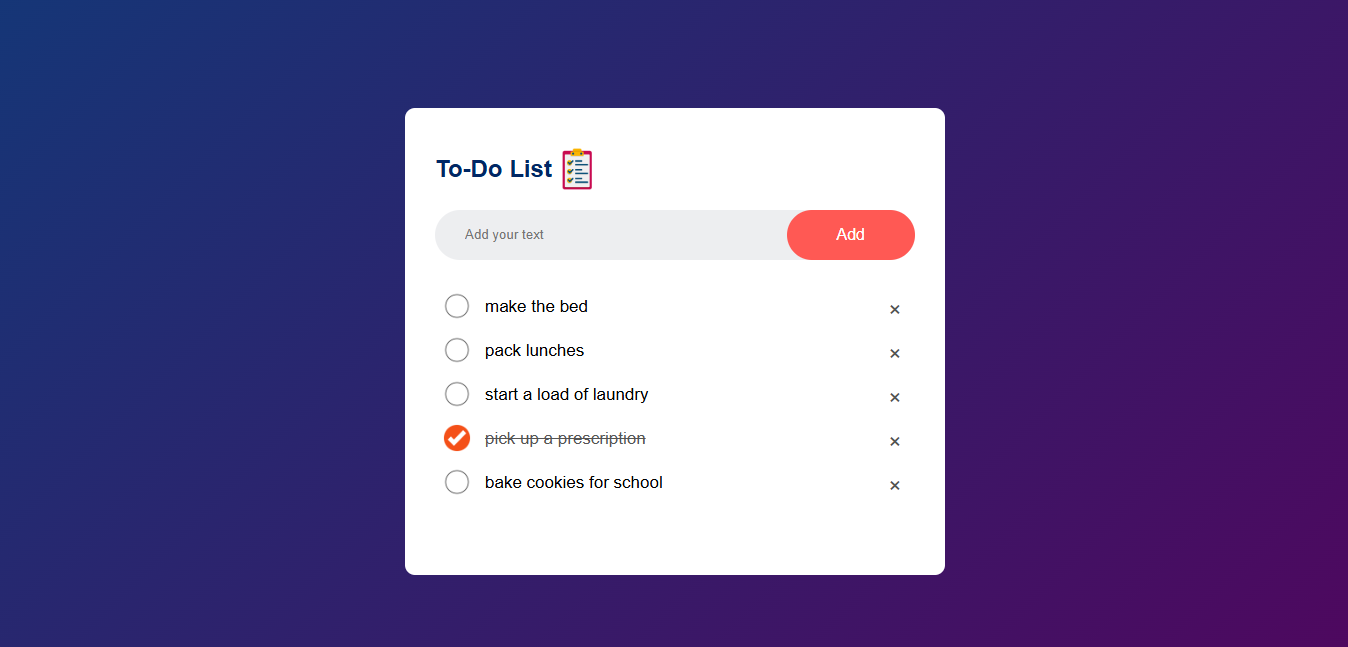 To-Do List
Add your text
Add
make the bed
pack lunches
start a load of laundry
pick up a prescription
bake cookies for school